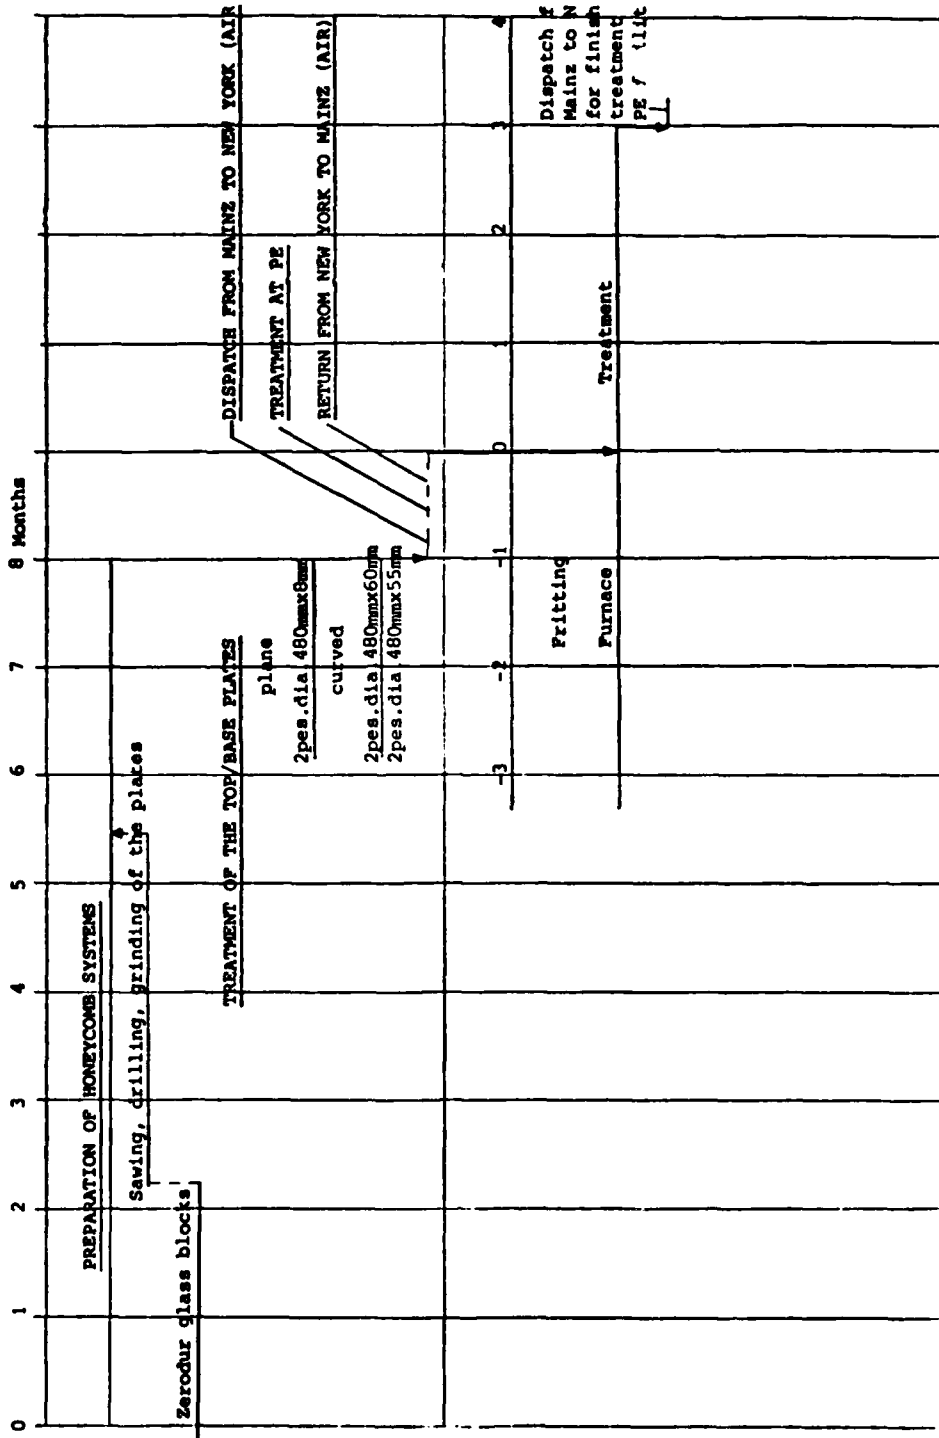 0 1 2 3 4 5 6 7 8 Months
PREPARATION OF HONEYCOMB SYSTEMS
Sawing, drilling, grinding of the plates
Zerodur glass blocks
TREATMENT OF THE TOP/BASE PLATES
plane
2pes.dia.480mmx8mm
curved
2pes.dia.480mmx60mm
2pes.dia.480mmx55mm
DISPATCH FROM MAINZ TO NEW YORK (AIR
TREATMENT AT PE
RETURN FROM NEW YORK TO MAINZ (AIR)
-3 -2 -1 0 1 2 3 4
Fritting
Furnace
Treatment
Dispatch f
Mainz to N
for finish
treatment
PE